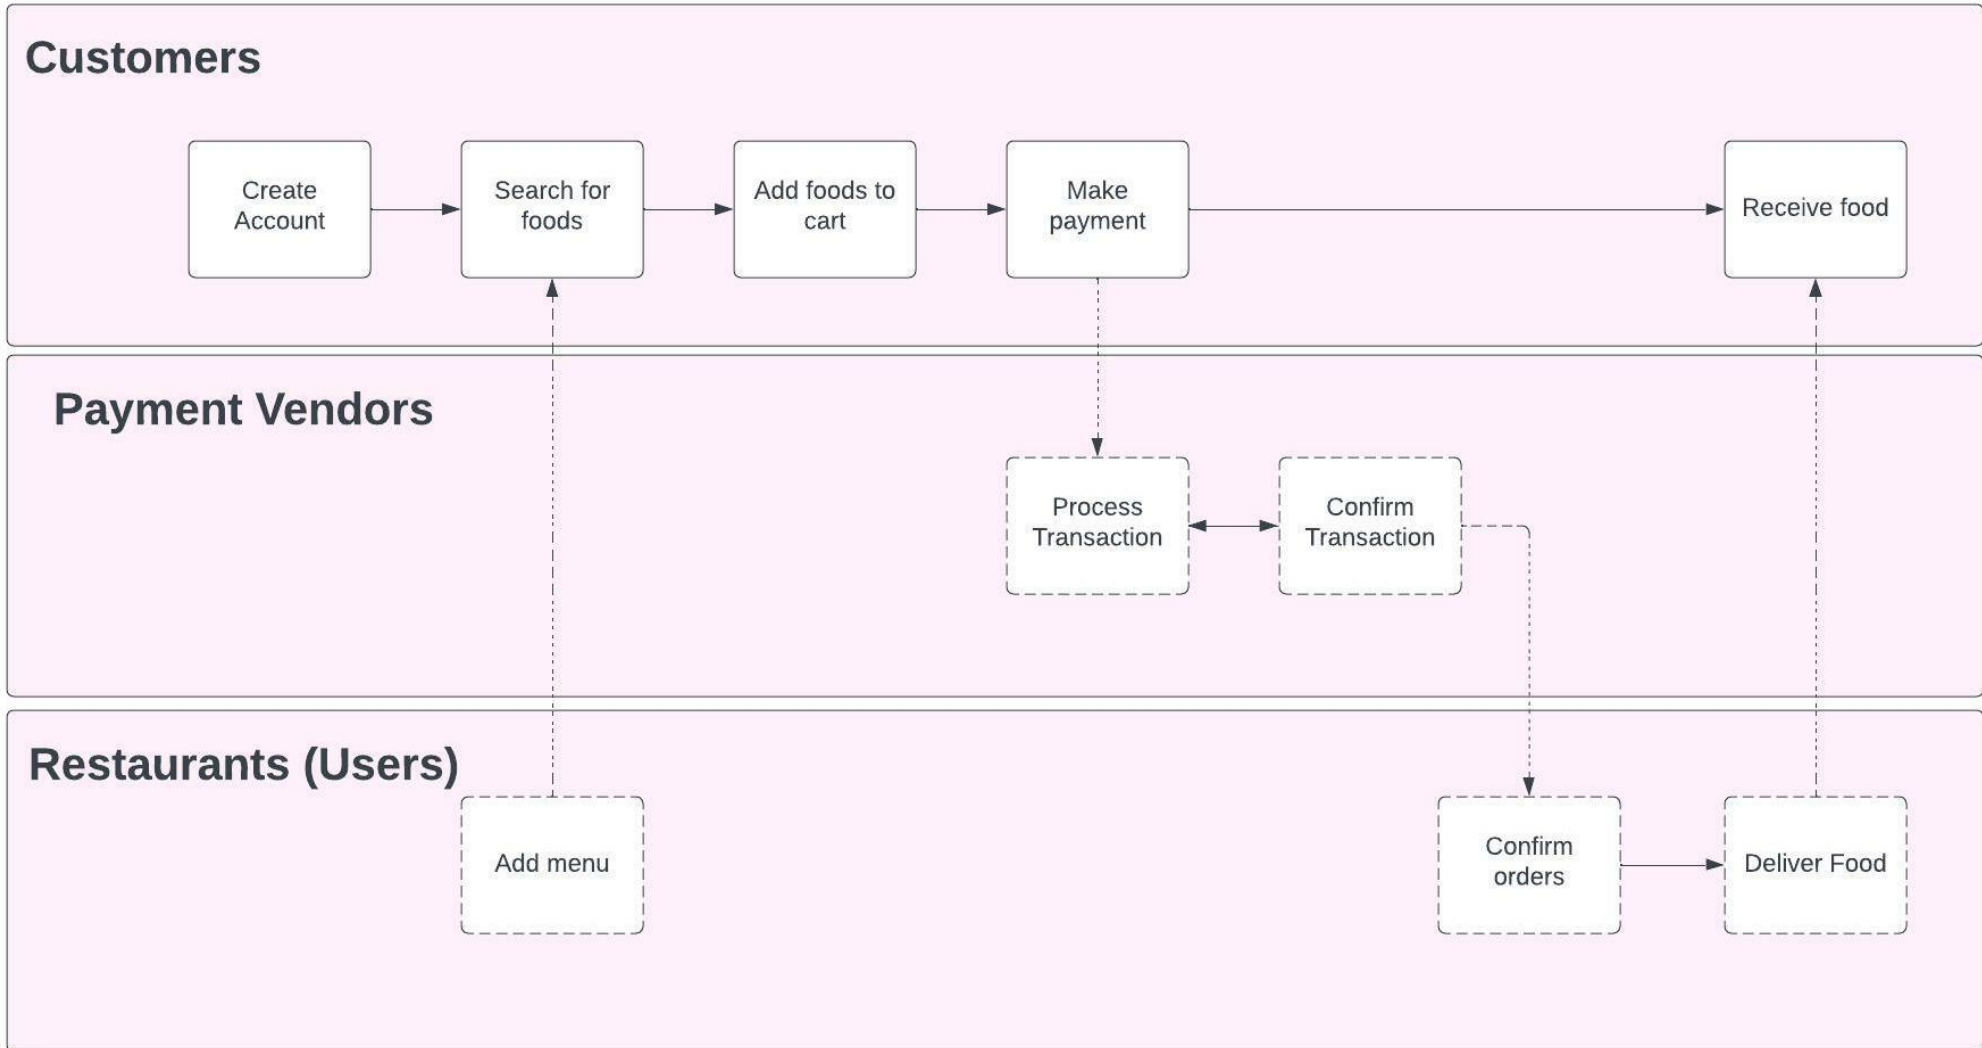 Customers
Create
Account
Search for
foods
Add foods to
cart
Make
payment
Receive food
Payment Vendors
Process
Transaction
Confirm
Transaction
Restaurants (Users)
Add menu
Confirm
orders
Deliver Food